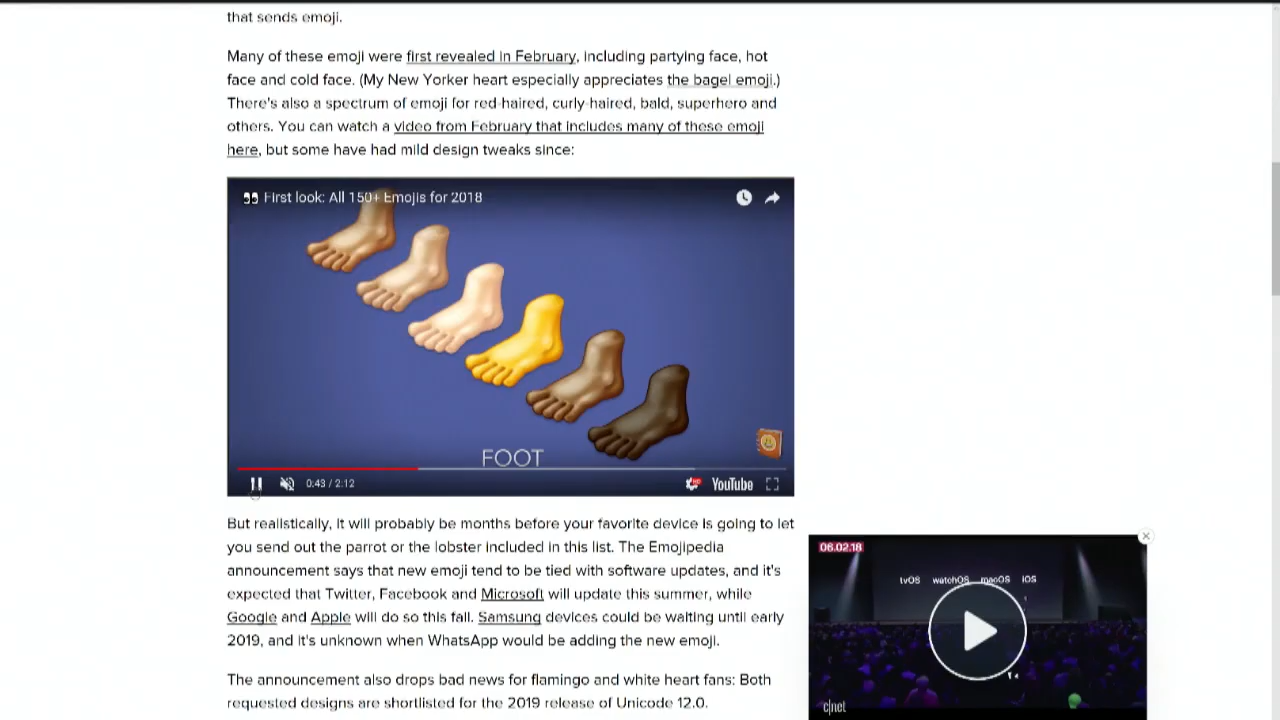 that sends emoji.
Many of these emoji were first revealed in February, including partying face, hot
face and cold face. (My New Yorker heart especially appreciates the bagel emoji.)
There's also a spectrum of emoji for red-haired, curly-haired, bald, superhero and
others. You can watch a video from February that includes many of these emoji
here, but some have had mild design tweaks since:
First look: All 150+ Emojis for 2018
FOOT
0:43 / 2:12
HD
YouTube
But realistically, it will probably be months before your favorite device is going to let
you send out the parrot or the lobster included in this list. The Emojipedia
announcement says that new emoji tend to be tied with software updates, and it's
expected that Twitter, Facebook and Microsoft will update this summer, while
Google and Apple will do so this fall. Samsung devices could be waiting until early
2019, and it's unknown when WhatsApp would be adding the new emoji.
The announcement also drops bad news for flamingo and white heart fans: Both
requested designs are shortlisted for the 2019 release of Unicode 12.0.
06.02.18
tvOS watchOS macOS iOS
c|net